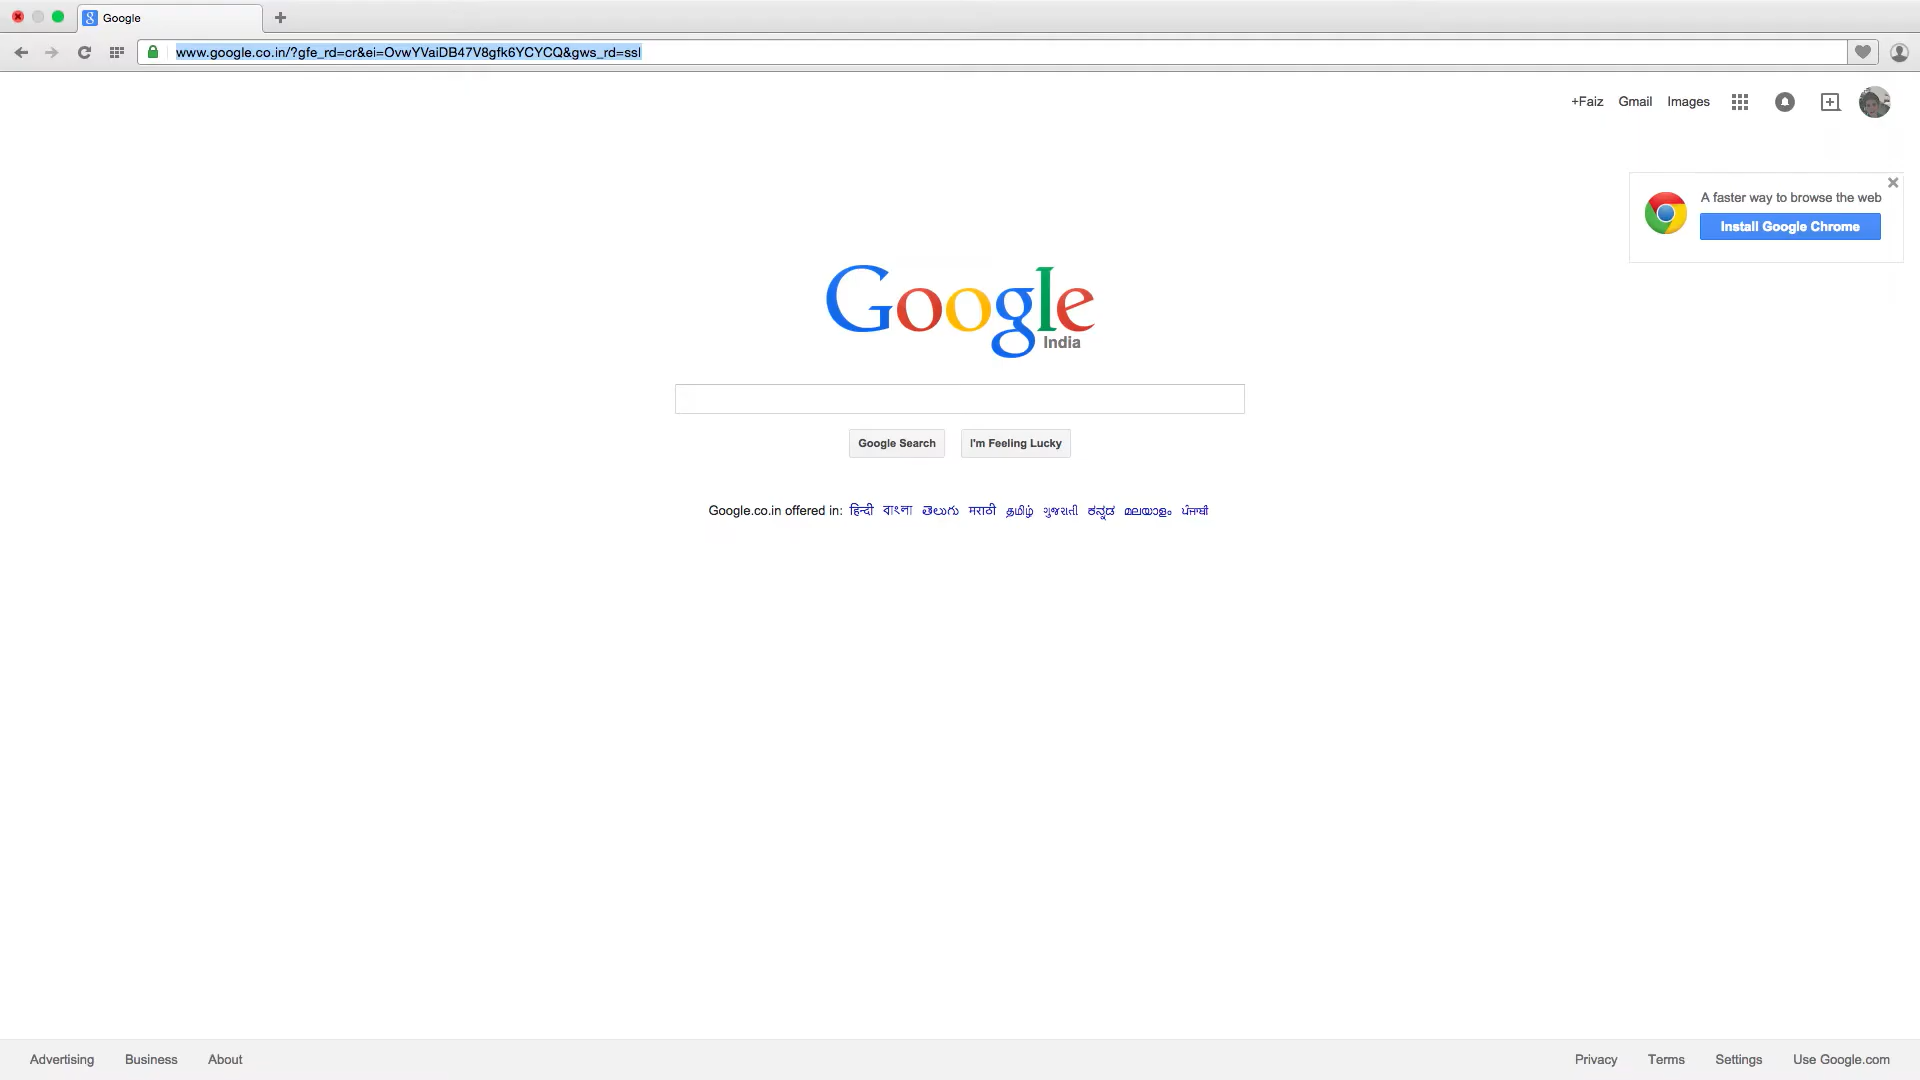 Google
www.google.co.in/?gfe_rd=cr&ei=OvwYVaiDB47V8gfk6YCYCQ&gws_rd=ssl
+Faiz Gmail Images
A faster way to browse the web
Install Google Chrome
Google
India
Google Search I'm Feeling Lucky
Google.co.in offered in: हिन्दी বাংলা తెలుగు मराठी தமிழ் ગુજરાતી ಕನ್ನಡ മലയാളം ਪੰਜਾਬੀ
Advertising Business About Privacy Terms Settings Use Google.com